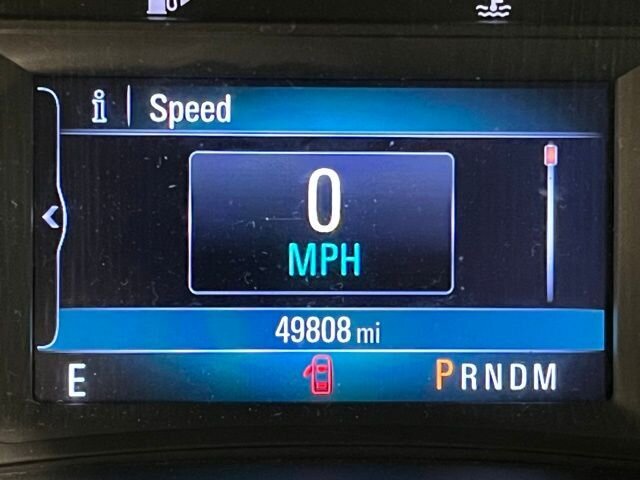 i Speed
0
MPH
49808 mi
E PRNDM